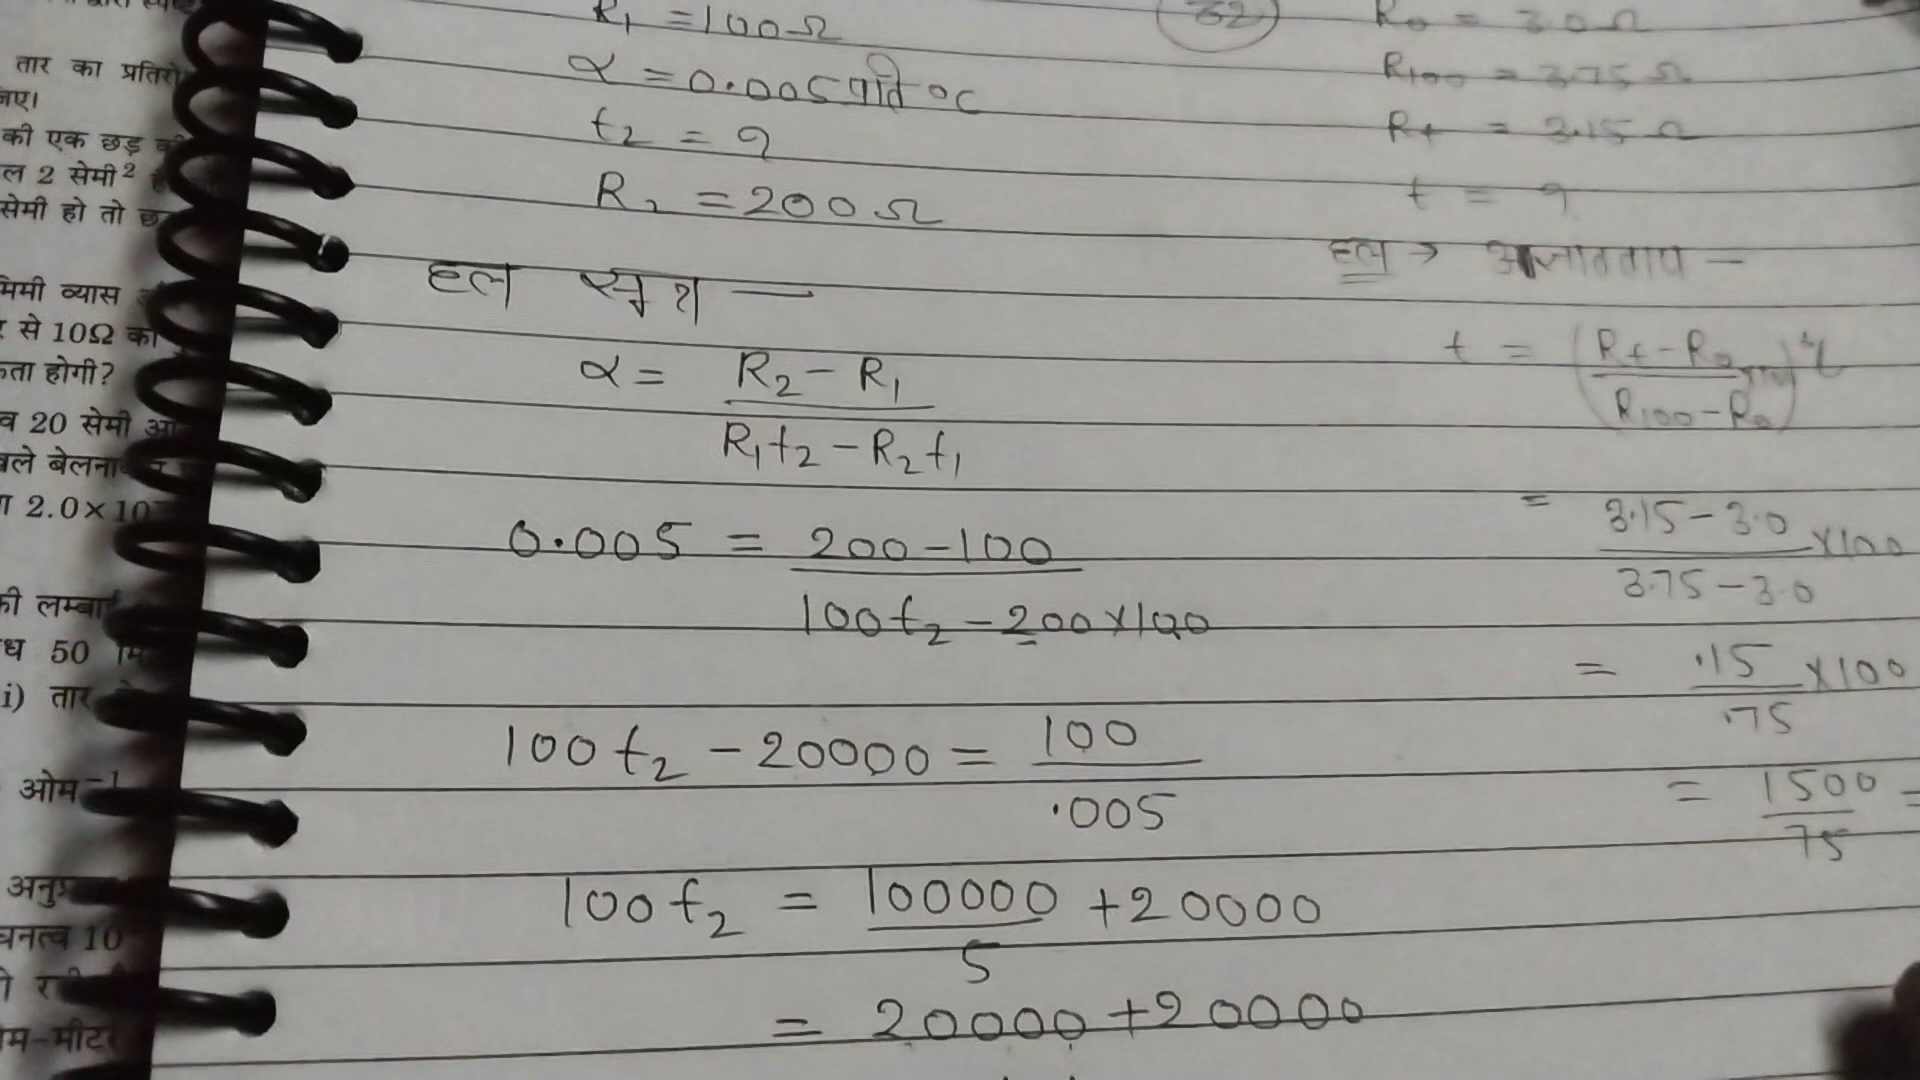 तार का प्रतिरो
जिए।
की एक छड़
ल 2 सेमी²
सेमी हो तो
मिमी व्यास
से 10Ω का
कता होगी?
व 20 सेमी
2.0×10
की लम्बाई
ध 50
i) तार
ओम⁻¹
घनत्व 10
R₁ = 100Ω
α = 0.005 प्रति °C
t₂ = ?
R₂ = 200Ω
हल सूत्र —
α = R₂ - R₁ / R₁t₂ - R₂t₁
0.005 = 200 - 100 / 100t₂ - 200×100
100t₂ - 20000 = 100 / .005
100t₂ = 100000 / 5 + 20000
= 20000 + 20000
32
R₀ = 3.0Ω
R₁₀₀ = 3.75Ω
Rt = 3.15Ω
t = ?
हल → अज्ञात ताप —
t = (Rt - R₀ / R₁₀₀ - R₀)
= 3.15 - 3.0 / 3.75 - 3.0 × 100
= .15 / .75 × 100
= 1500 / 75 =